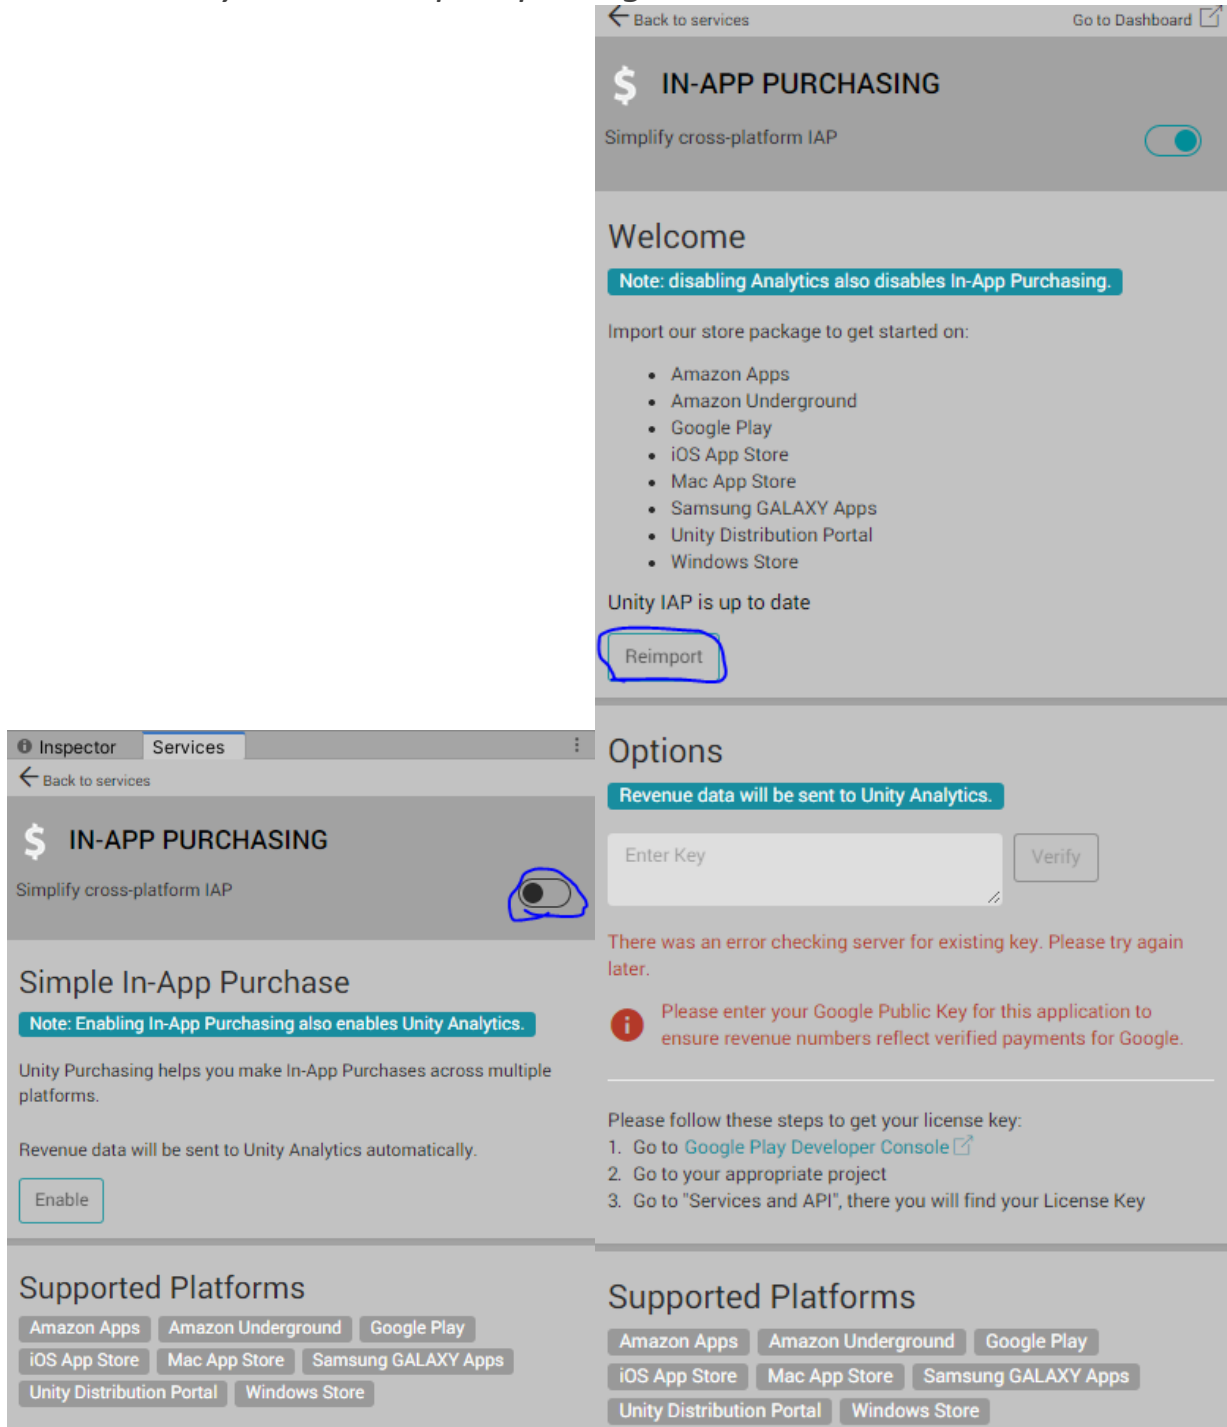 Back to services
Go to Dashboard
$ IN-APP PURCHASING
Simplify cross-platform IAP
Welcome
Note: disabling Analytics also disables In-App Purchasing.
Import our store package to get started on:
• Amazon Apps
• Amazon Underground
• Google Play
• iOS App Store
• Mac App Store
• Samsung GALAXY Apps
• Unity Distribution Portal
• Windows Store
Unity IAP is up to date
Reimport
Options
Revenue data will be sent to Unity Analytics.
Enter Key
Verify
There was an error checking server for existing key. Please try again
later.
Please enter your Google Public Key for this application to
ensure revenue numbers reflect verified payments for Google.
Please follow these steps to get your license key:
1. Go to Google Play Developer Console
2. Go to your appropriate project
3. Go to "Services and API", there you will find your License Key
Supported Platforms
Amazon Apps Amazon Underground Google Play
iOS App Store Mac App Store Samsung GALAXY Apps
Unity Distribution Portal Windows Store
Inspector Services
Back to services
$ IN-APP PURCHASING
Simplify cross-platform IAP
Simple In-App Purchase
Note: Enabling In-App Purchasing also enables Unity Analytics.
Unity Purchasing helps you make In-App Purchases across multiple
platforms.
Revenue data will be sent to Unity Analytics automatically.
Enable
Supported Platforms
Amazon Apps Amazon Underground Google Play
iOS App Store Mac App Store Samsung GALAXY Apps
Unity Distribution Portal Windows Store